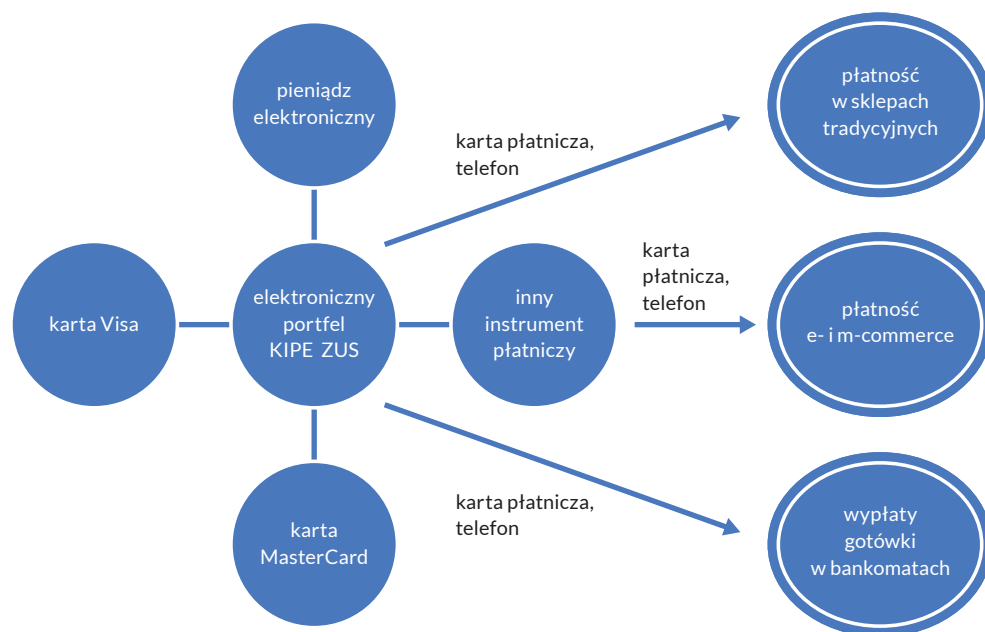 pieniądz
elektroniczny
płatność
w sklepach
tradycyjnych
karta płatnicza,
telefon
karta Visa
elektroniczny
portfel
KIPE ZUS
inny
instrument
płatniczy
karta
płatnicza,
telefon
płatność
e- i m-commerce
karta
MasterCard
karta płatnicza,
telefon
wypłaty
gotówki
w bankomatach